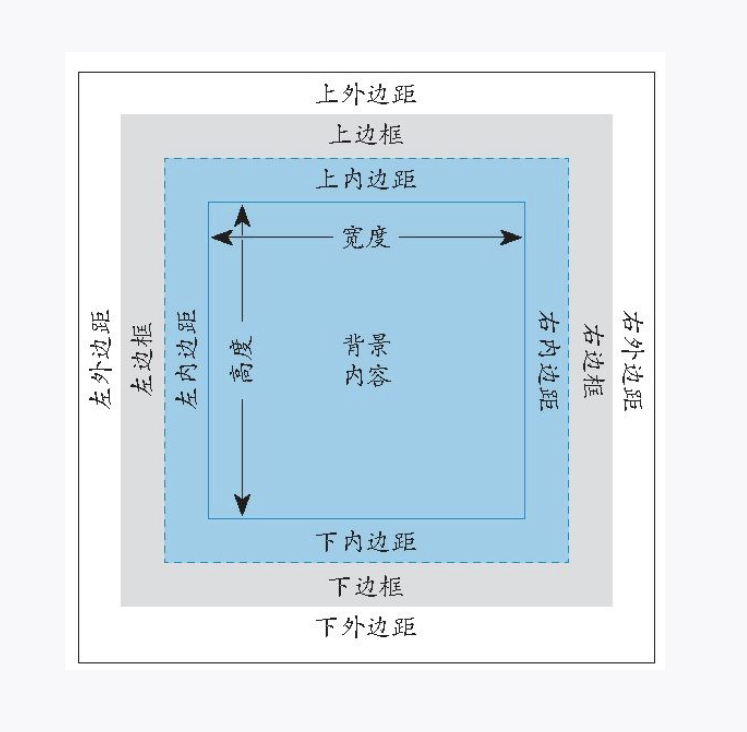 上外边距
上边框
上内边距
宽度
左外边距
左边框
左内边距
高度
背景
内容
右内边距
右边框
右外边距
下内边距
下边框
下外边距